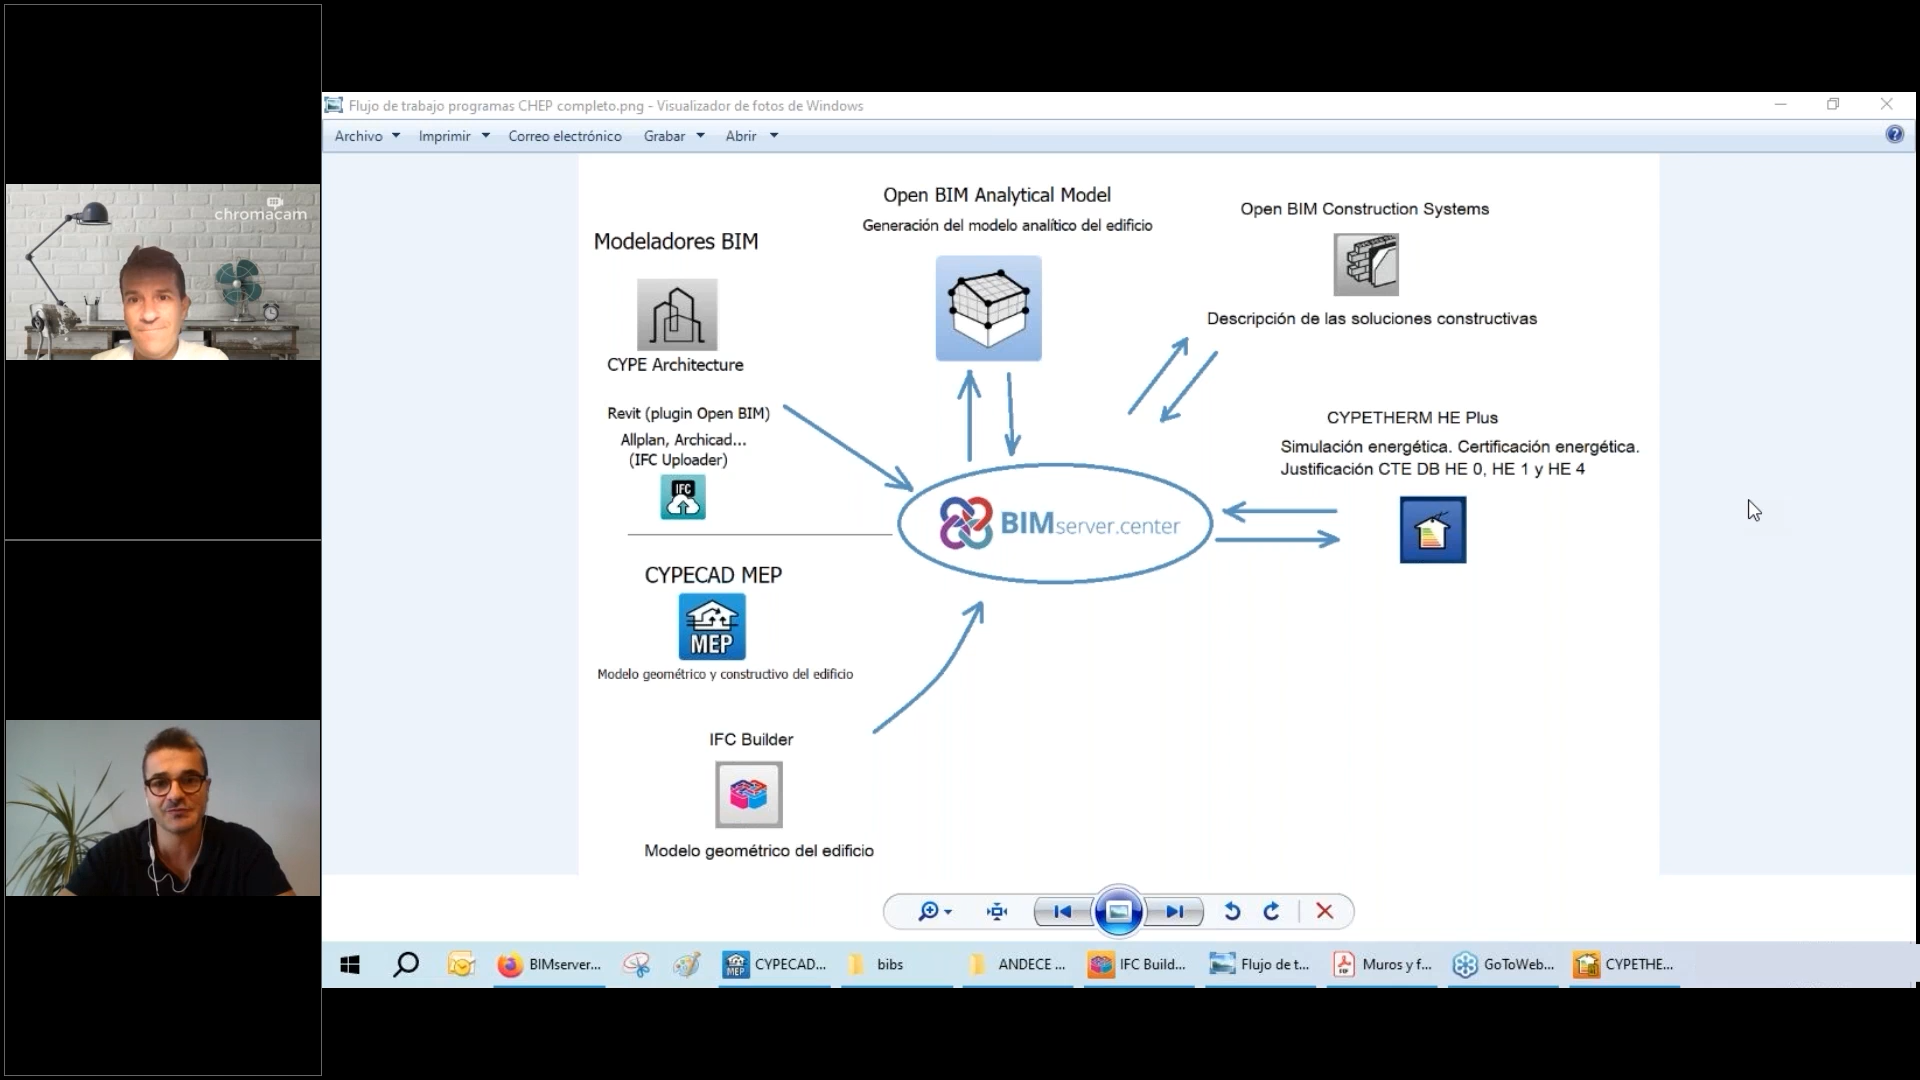 chromacam
Flujo de trabajo programas CHEP completo.png - Visualizador de fotos de Windows
Archivo Imprimir Correo electrónico Grabar Abrir
Modeladores BIM
CYPE Architecture
Revit (plugin Open BIM)
Allplan, Archicad...
(IFC Uploader)
IFC
CYPECAD MEP
MEP
Modelo geométrico y constructivo del edificio
IFC Builder
Modelo geométrico del edificio
Open BIM Analytical Model
Generación del modelo analítico del edificio
BIMserver.center
Open BIM Construction Systems
Descripción de las soluciones constructivas
CYPETHERM HE Plus
Simulación energética. Certificación energética.
Justificación CTE DB HE 0, HE 1 y HE 4
BIMserver... MEP CYPECAD... bibs ANDECE ... IFC Build... Flujo de t... Muros y f... GoToWeb... CYPETHE...